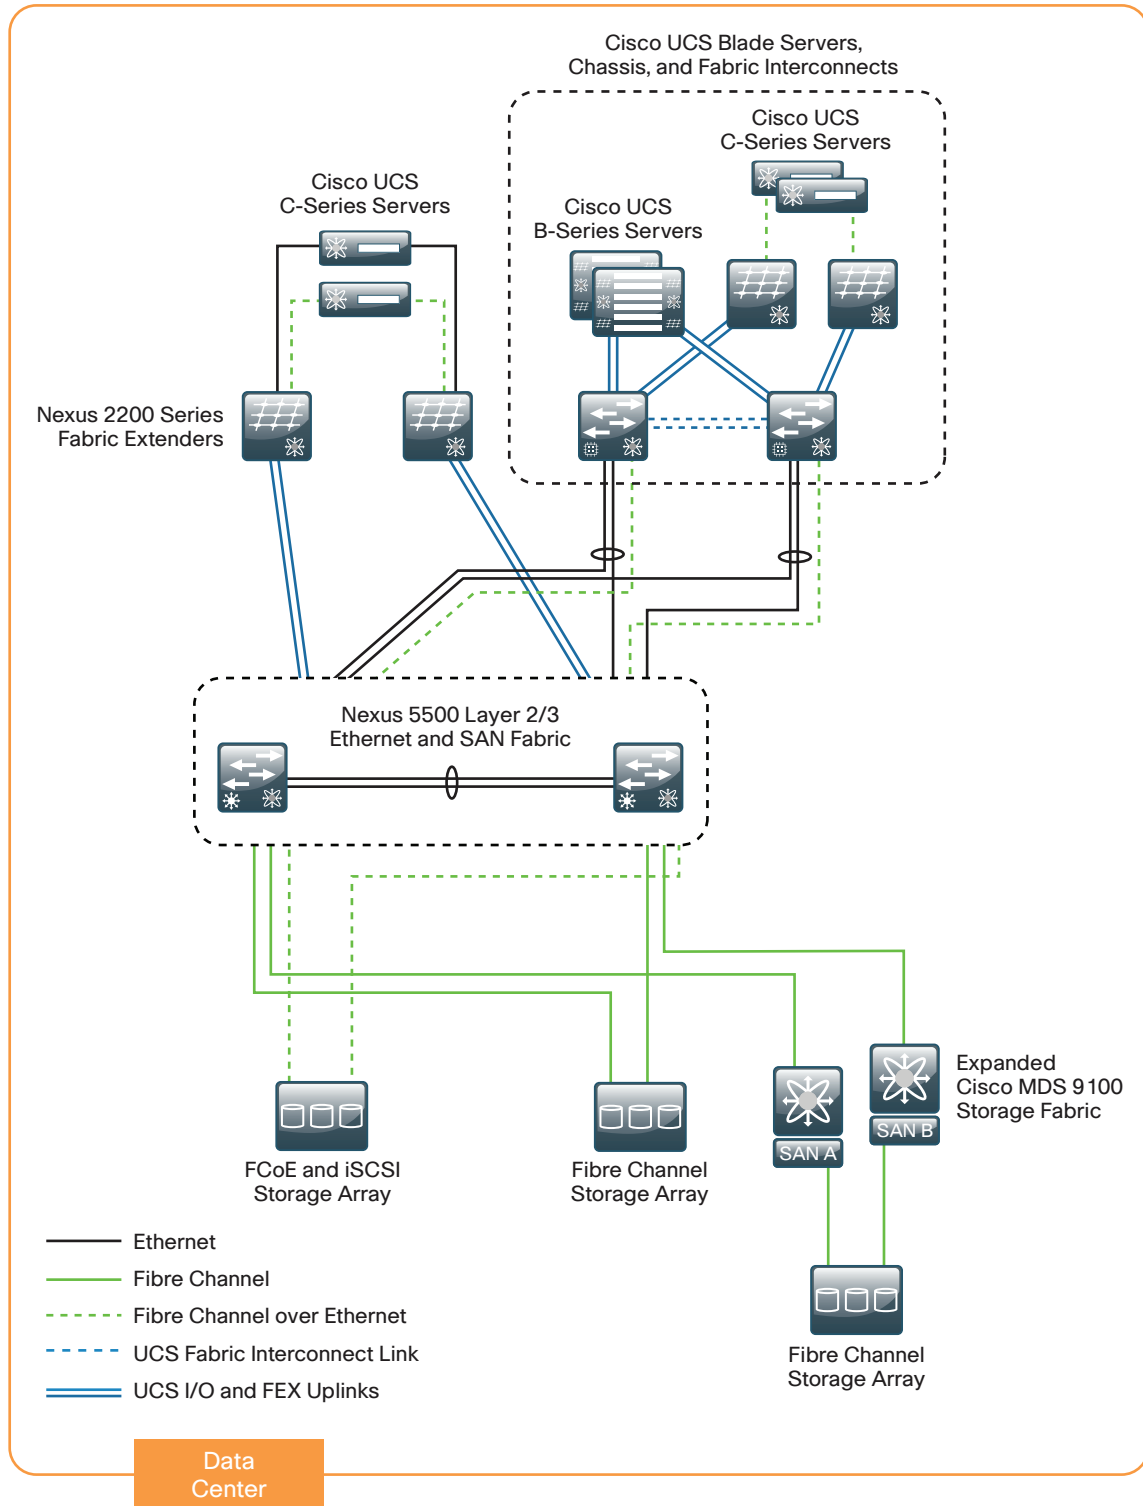 Cisco UCS Blade Servers,
Chassis, and Fabric Interconnects
Cisco UCS
C-Series Servers
Cisco UCS
C-Series Servers
Cisco UCS
B-Series Servers
Nexus 2200 Series
Fabric Extenders
Nexus 5500 Layer 2/3
Ethernet and SAN Fabric
Expanded
Cisco MDS 9100
Storage Fabric
SAN B
SAN A
FCoE and iSCSI
Storage Array
Fibre Channel
Storage Array
Ethernet
Fibre Channel
Fibre Channel over Ethernet
UCS Fabric Interconnect Link
UCS I/O and FEX Uplinks
Fibre Channel
Storage Array
Data
Center